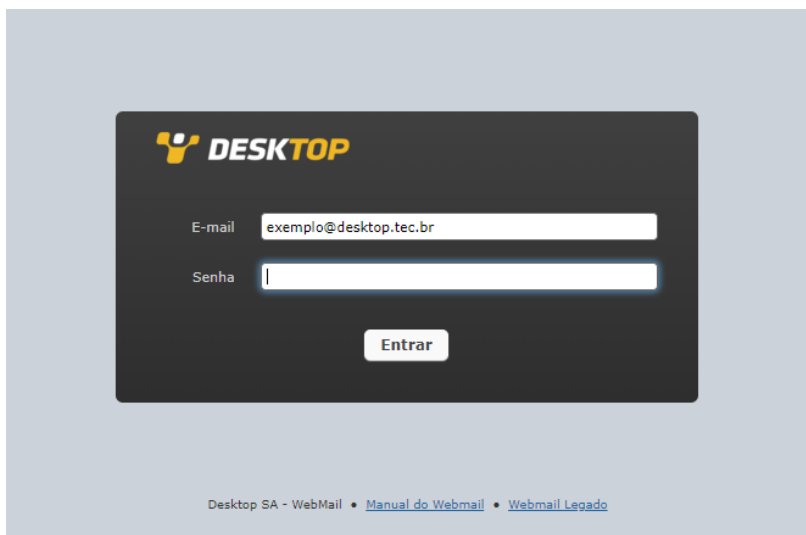 DESKTOP
E-mail exemplo@desktop.tec.br
Senha
Entrar
Desktop SA - WebMail • Manual do Webmail • Webmail Legado